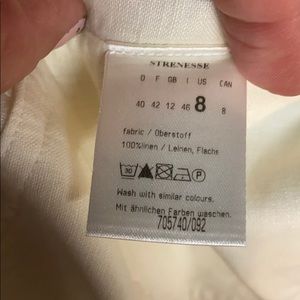 STRENESSE
D F GB I US CAN
40 42 12 46 8 8
fabric / Oberstoff
100%linen / Leinen, Flachs
30 P
Wash with similar colours.
Mit ähnlichen Farben waschen.
705740/092